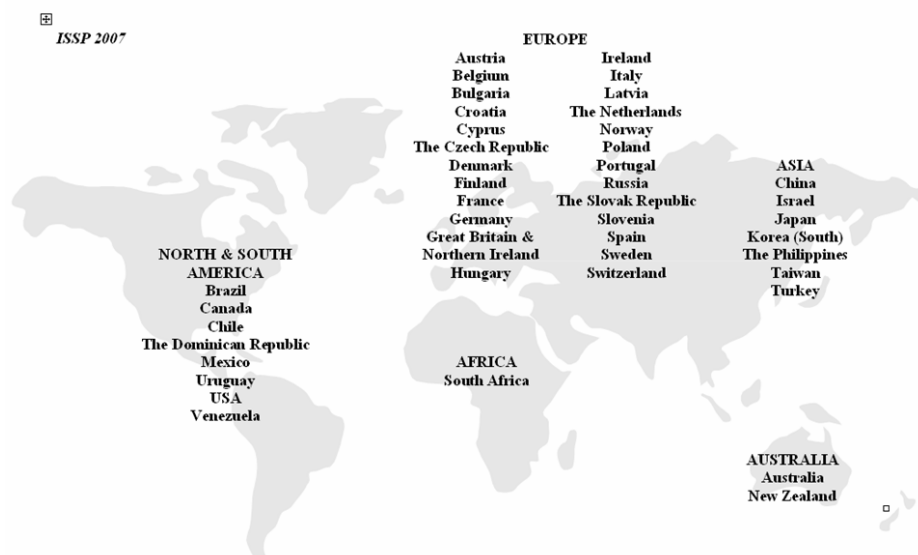 ISSP 2007
EUROPE
Austria
Belgium
Bulgaria
Croatia
Cyprus
The Czech Republic
Denmark
Finland
France
Germany
Great Britain &
Northern Ireland
Hungary
Ireland
Italy
Latvia
The Netherlands
Norway
Poland
Portugal
Russia
The Slovak Republic
Slovenia
Spain
Sweden
Switzerland
ASIA
China
Israel
Japan
Korea (South)
The Philippines
Taiwan
Turkey
NORTH & SOUTH
AMERICA
Brazil
Canada
Chile
The Dominican Republic
Mexico
Uruguay
USA
Venezuela
AFRICA
South Africa
AUSTRALIA
Australia
New Zealand